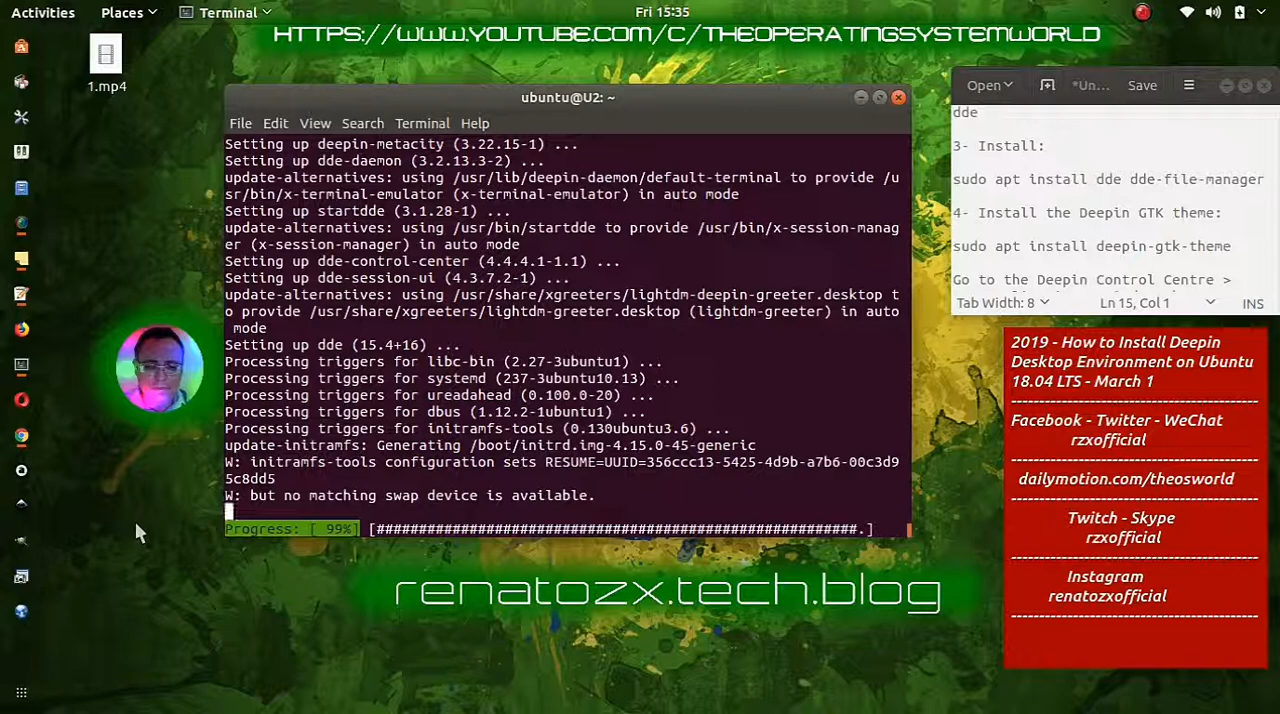 Activities
Places
Terminal
Fri 15:35
HTTPS://WWW.YOUTUBE.COM/C/THEOPERATINGSYSTEMWORLD
1.mp4
ubuntu@U2: ~
File Edit View Search Terminal Help
Setting up deepin-metacity (3.22.15-1) ...
Setting up dde-daemon (3.2.13.3-2) ...
update-alternatives: using /usr/lib/deepin-daemon/default-terminal to provide /u
sr/bin/x-terminal-emulator (x-terminal-emulator) in auto mode
Setting up startdde (3.1.28-1) ...
update-alternatives: using /usr/bin/startdde to provide /usr/bin/x-session-manag
er (x-session-manager) in auto mode
Setting up dde-control-center (4.4.4.1-1.1) ...
Setting up dde-session-ui (4.3.7.2-1) ...
update-alternatives: using /usr/share/xgreeters/lightdm-deepin-greeter.desktop t
o provide /usr/share/xgreeters/lightdm-greeter.desktop (lightdm-greeter) in auto
mode
Setting up dde (15.4+16) ...
Processing triggers for libc-bin (2.27-3ubuntu1) ...
Processing triggers for systemd (237-3ubuntu10.13) ...
Processing triggers for ureadahead (0.100.0-20) ...
Processing triggers for dbus (1.12.2-1ubuntu1) ...
Processing triggers for initramfs-tools (0.130ubuntu3.6) ...
update-initramfs: Generating /boot/initrd.img-4.15.0-45-generic
W: initramfs-tools configuration sets RESUME=UUID=356ccc13-5425-4d9b-a7b6-00c3d9
5c8dd5
W: but no matching swap device is available.
Progress: [ 99%] [##########################################################.]
Open *Un... Save
dde
3- Install:
sudo apt install dde dde-file-manager
4- Install the Deepin GTK theme:
sudo apt install deepin-gtk-theme
Go to the Deepin Control Centre >
Tab Width: 8 Ln 15, Col 1 INS
2019 - How to Install Deepin
Desktop Environment on Ubuntu
18.04 LTS - March 1
Facebook - Twitter - WeChat
rzxofficial
dailymotion.com/theosworld
Twitch - Skype
rzxofficial
Instagram
renatozxofficial
renatozx.tech.blog